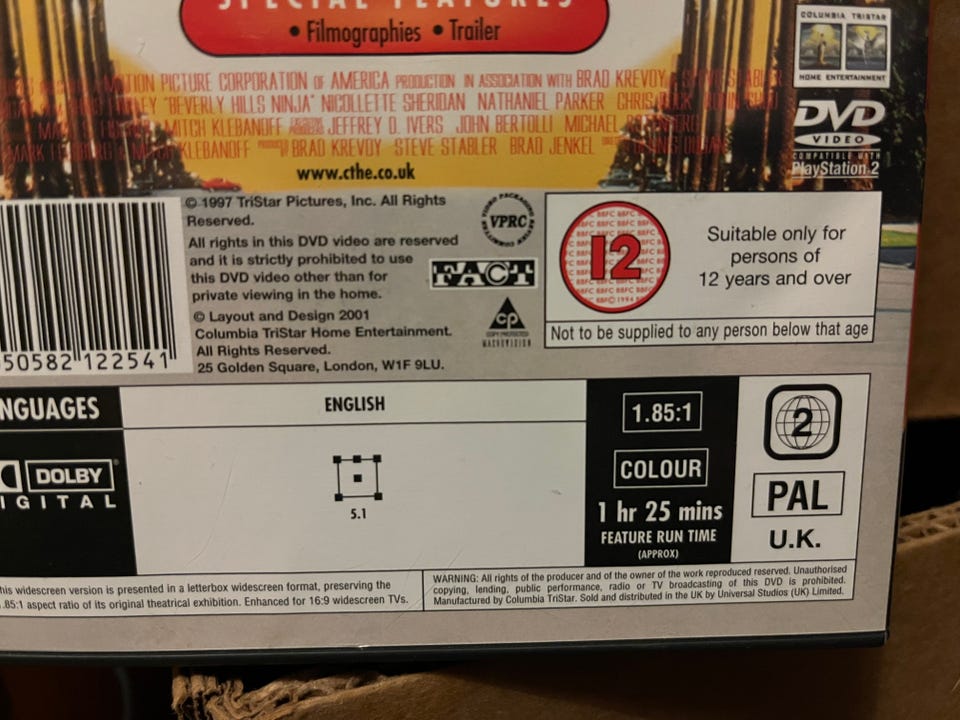 SPECIAL FEATURES
• Filmographies • Trailer
MOTION PICTURE CORPORATION OF AMERICA PRODUCTION IN ASSOCIATION WITH BRAD KREVOY
"BEVERLY HILLS NINJA" NICOLLETTE SHERIDAN NATHANIEL PARKER CHRIS
MITCH KLEBANOFF JEFFREY D. IVERS JOHN BERTOLLI MICHAEL
KLEBANOFF PRODUCED BY BRAD KREVOY STEVE STABLER BRAD JENKEL
www.cthe.co.uk
COLUMBIA TRISTAR
HOME ENTERTAINMENT
DVD
VIDEO
COMPATIBLE WITH
PlayStation 2
50582 122541
© 1997 TriStar Pictures, Inc. All Rights
Reserved.
All rights in this DVD video are reserved
and it is strictly prohibited to use
this DVD video other than for
private viewing in the home.
© Layout and Design 2001
Columbia TriStar Home Entertainment.
All Rights Reserved.
25 Golden Square, London, W1F 9LU.
VPRC
FACT
cp
COPY PROTECTED
MACROVISION
12
Suitable only for
persons of
12 years and over
Not to be supplied to any person below that age
NGUAGES
ENGLISH
DOLBY
IGITAL
5.1
1.85:1
COLOUR
1 hr 25 mins
FEATURE RUN TIME
(APPROX)
2
PAL
U.K.
his widescreen version is presented in a letterbox widescreen format, preserving the
.85:1 aspect ratio of its original theatrical exhibition. Enhanced for 16:9 widescreen TVs.
WARNING: All rights of the producer and of the owner of the work reproduced reserved. Unauthorised
copying, lending, public performance, radio or TV broadcasting of this DVD is prohibited.
Manufactured by Columbia TriStar. Sold and distributed in the UK by Universal Studios (UK) Limited.